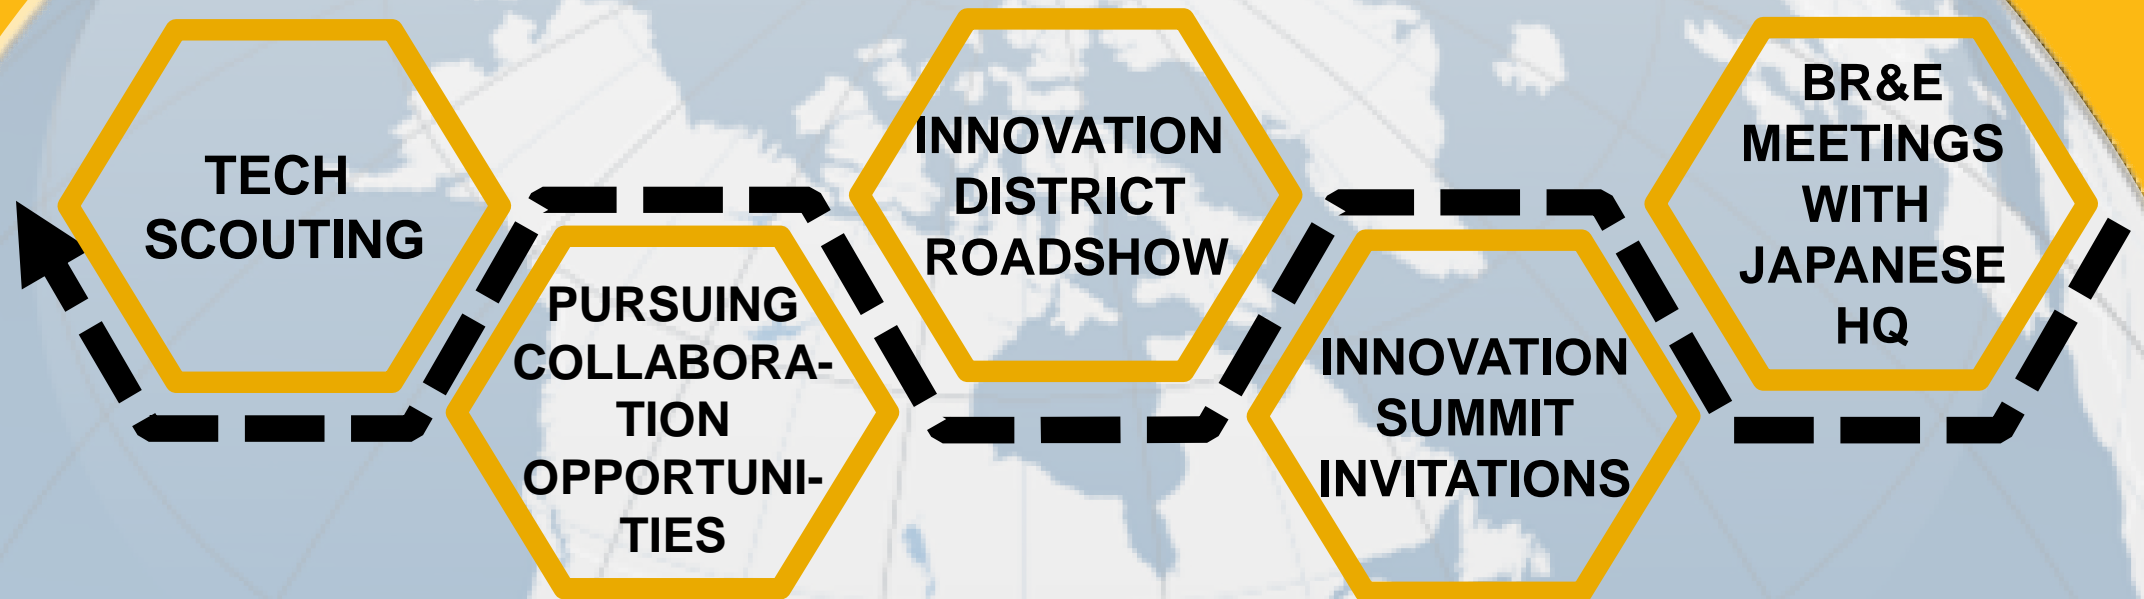 TECH
SCOUTING
PURSUING
COLLABORA-
TION
OPPORTUNI-
TIES
INNOVATION
DISTRICT
ROADSHOW
INNOVATION
SUMMIT
INVITATIONS
BR&E
MEETINGS
WITH
JAPANESE
HQ